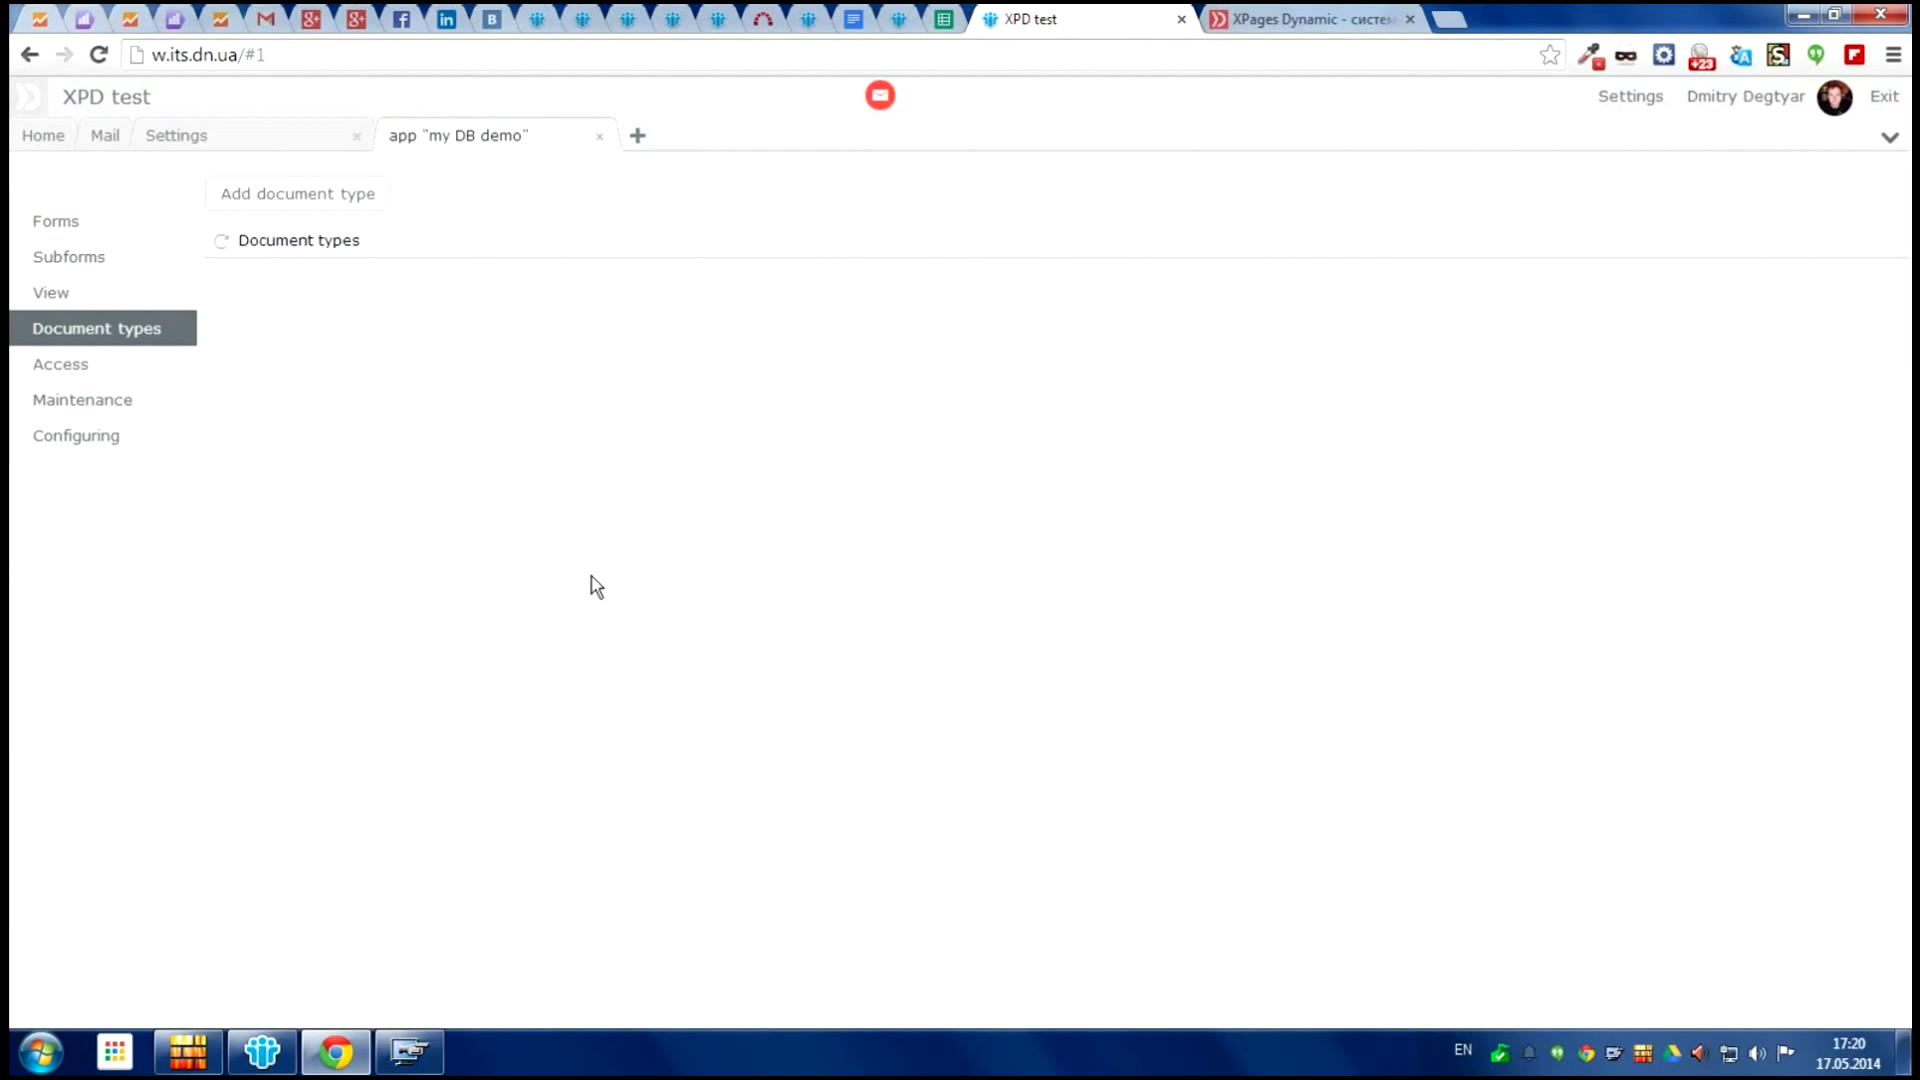 XPD test
XPages Dynamic - систем
w.its.dn.ua/#1
+23
XPD test
Settings
Dmitry Degtyar
Exit
Home
Mail
Settings
app "my DB demo"
Add document type
Forms
Document types
Subforms
View
Document types
Access
Maintenance
Configuring
EN
17:20
17.05.2014